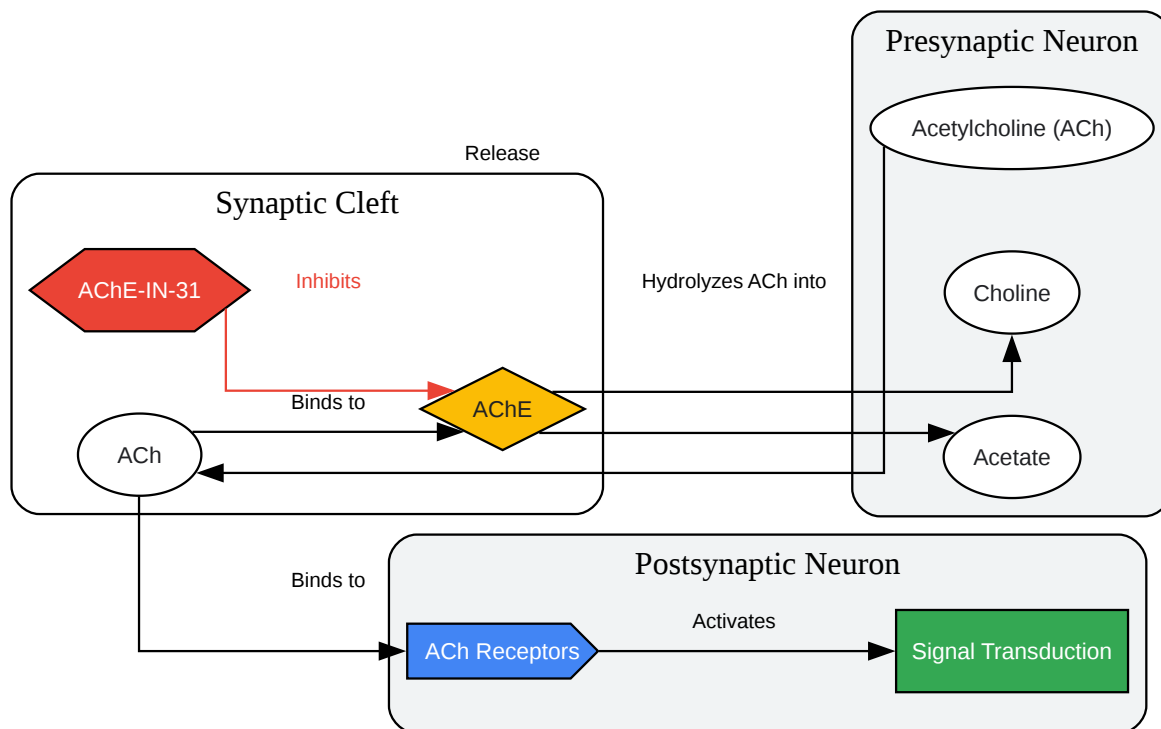 Presynaptic Neuron
Acetylcholine (ACh)
Release
Synaptic Cleft
AChE-IN-31
Inhibits
Hydrolyzes ACh into
Choline
Binds to
AChE
ACh
Acetate
Postsynaptic Neuron
Binds to
Activates
ACh Receptors
Signal Transduction